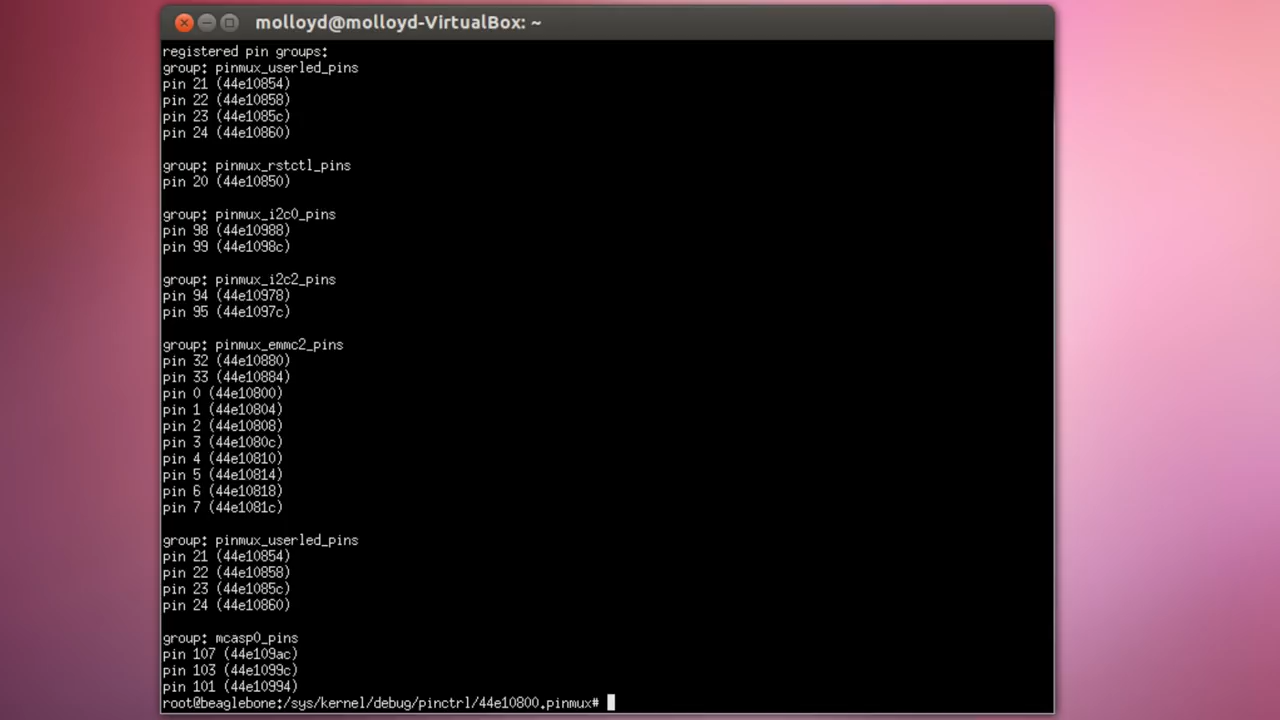 molloyd@molloyd-VirtualBox: ~
registered pin groups:
group: pinmux_userled_pins
pin 21 (44e10854)
pin 22 (44e10858)
pin 23 (44e1085c)
pin 24 (44e10860)
group: pinmux_rstctl_pins
pin 20 (44e10850)
group: pinmux_i2c0_pins
pin 98 (44e10988)
pin 99 (44e1098c)
group: pinmux_i2c2_pins
pin 94 (44e10978)
pin 95 (44e1097c)
group: pinmux_emmc2_pins
pin 32 (44e10880)
pin 33 (44e10884)
pin 0 (44e10800)
pin 1 (44e10804)
pin 2 (44e10808)
pin 3 (44e1080c)
pin 4 (44e10810)
pin 5 (44e10814)
pin 6 (44e10818)
pin 7 (44e1081c)
group: pinmux_userled_pins
pin 21 (44e10854)
pin 22 (44e10858)
pin 23 (44e1085c)
pin 24 (44e10860)
group: mcasp0_pins
pin 107 (44e109ac)
pin 103 (44e1099c)
pin 101 (44e10994)
root@beaglebone:/sys/kernel/debug/pinctrl/44e10800.pinmux#